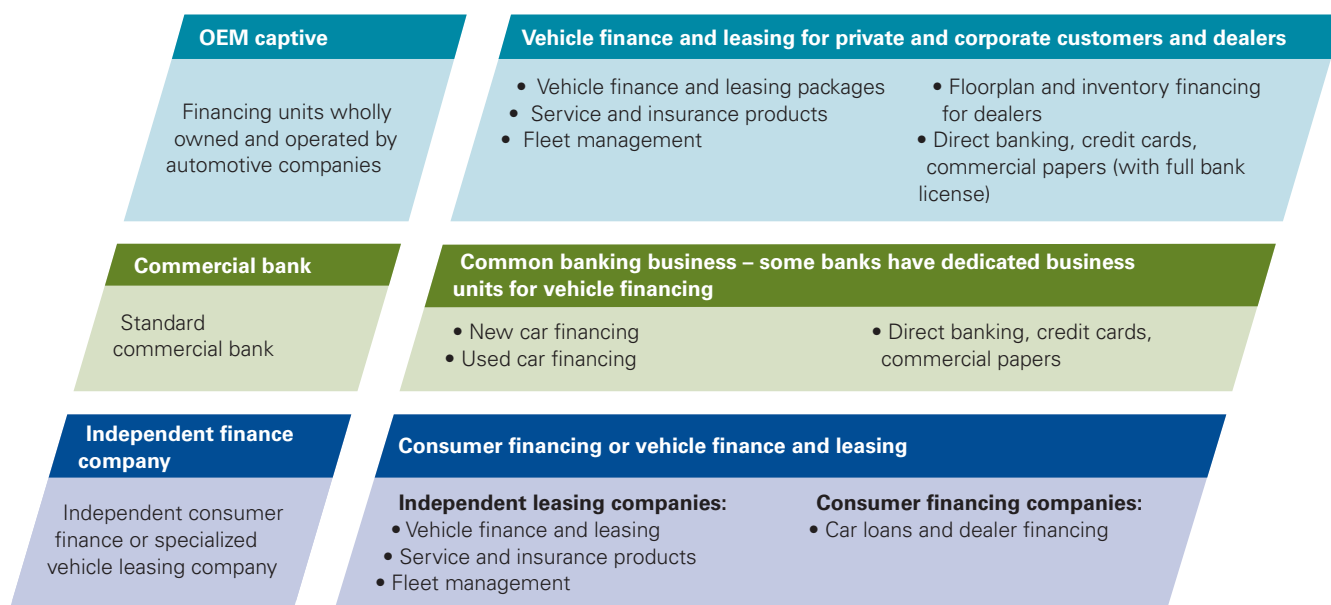 OEM captive
Financing units wholly
owned and operated by
automotive companies
Vehicle finance and leasing for private and corporate customers and dealers
• Vehicle finance and leasing packages
• Service and insurance products
• Fleet management
• Floorplan and inventory financing
for dealers
• Direct banking, credit cards,
commercial papers (with full bank
license)
Commercial bank
Standard
commercial bank
Common banking business – some banks have dedicated business
units for vehicle financing
• New car financing
• Used car financing
• Direct banking, credit cards,
commercial papers
Independent finance
company
Independent consumer
finance or specialized
vehicle leasing company
Consumer financing or vehicle finance and leasing
Independent leasing companies:
• Vehicle finance and leasing
• Service and insurance products
• Fleet management
Consumer financing companies:
• Car loans and dealer financing